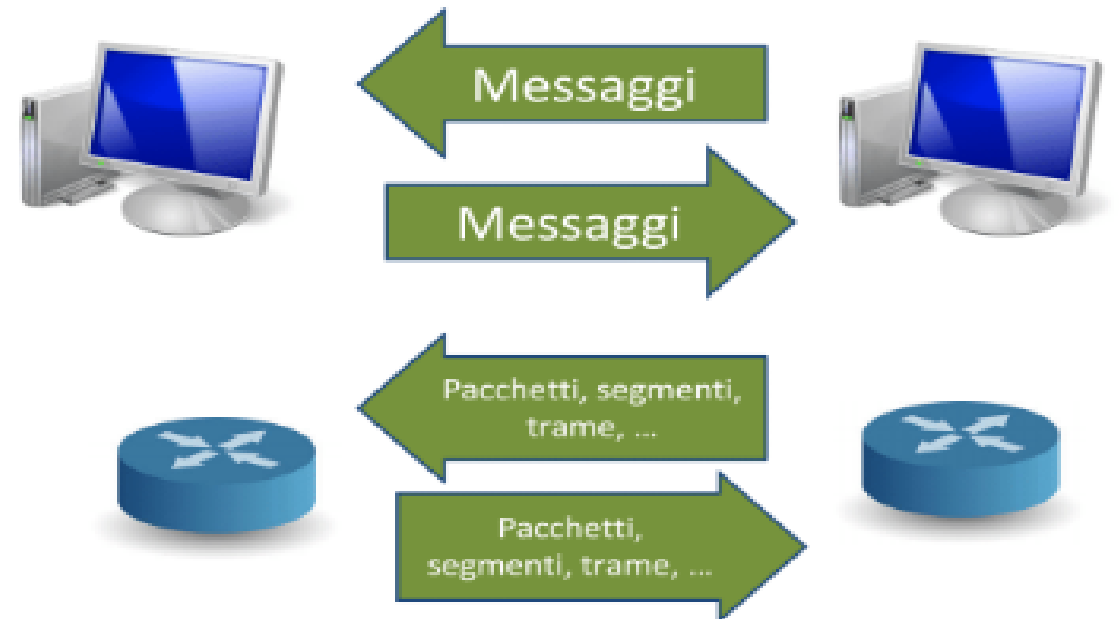 Messaggi
Messaggi
Pacchetti, segmenti,
trame, ...
Pacchetti,
segmenti, trame, ...